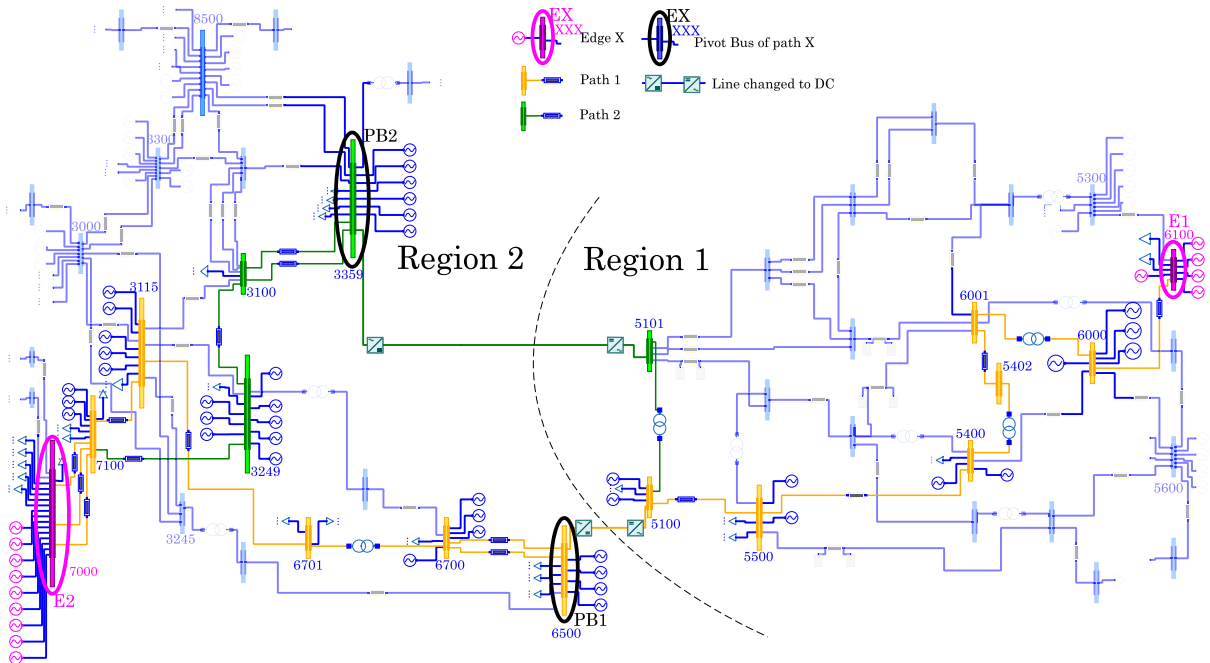 EX
XXX
Edge X
EX
XXX
Pivot Bus of path X
Path 1
Line changed to DC
Path 2
8500
3300
PB2
3000
3359
3100
3115
Region 2
Region 1
5300
E1
6100
6001
6000
5101
5402
7100
3249
5400
5600
3245
7000
E2
6701
6700
5100
5500
PB1
6500